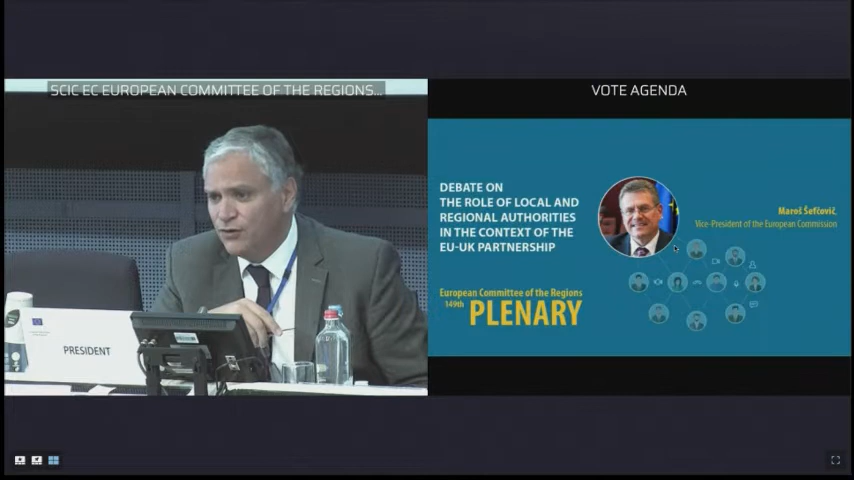 SCIC EC EUROPEAN COMMITTEE OF THE REGIONS...
PRESIDENT
VOTE AGENDA
DEBATE ON
THE ROLE OF LOCAL AND
REGIONAL AUTHORITIES
IN THE CONTEXT OF THE
EU-UK PARTNERSHIP
Maroš Šefčovič,
Vice-President of the European Commission
European Committee of the Regions
149th PLENARY